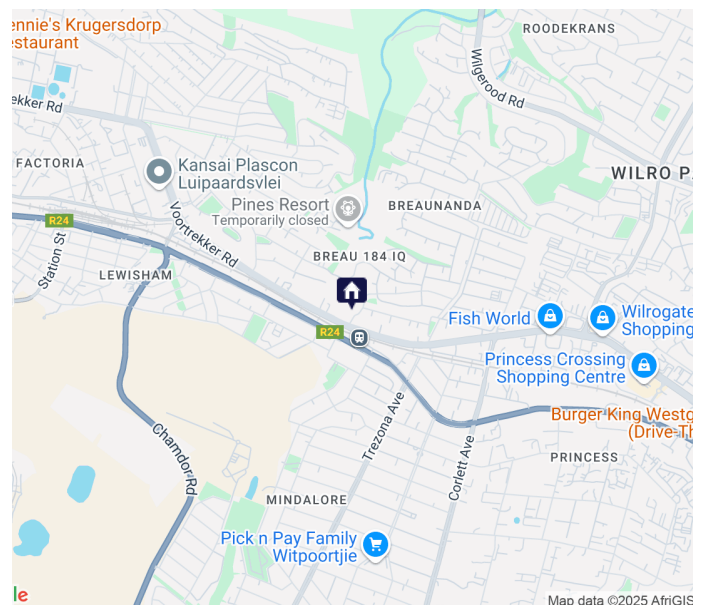 ennie's Krugersdorp
estaurant
ROODEKRANS
Wilgerood Rd
ekker Rd
FACTORIA
Kansai Plascon
Luipaardsvlei
WILRO P
Pines Resort
Temporarily closed
BREAUNANDA
R24
Voortrekker Rd
Station St
BREAU 184 IQ
LEWISHAM
R24
Fish World
Wilrogate
Shopping
Princess Crossing
Shopping Centre
Burger King Westg
(Drive-Th
Trezona Ave
Chamdor Rd
Corlett Ave
PRINCESS
MINDALORE
Pick n Pay Family
Witpoortjie
le
Map data ©2025 AfriGIS